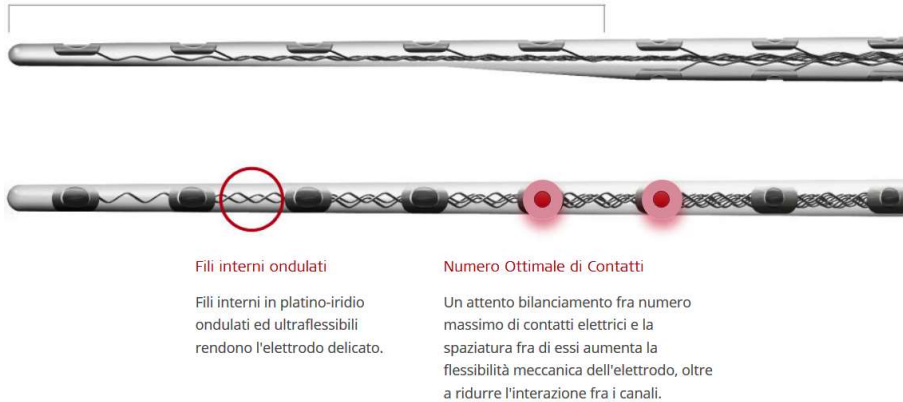 Fili interni ondulati
Fili interni in platino-iridio
ondulati ed ultraflessibili
rendono l'elettrodo delicato.
Numero Ottimale di Contatti
Un attento bilanciamento fra numero
massimo di contatti elettrici e la
spaziatura fra di essi aumenta la
flessibilità meccanica dell'elettrodo, oltre
a ridurre l'interazione fra i canali.